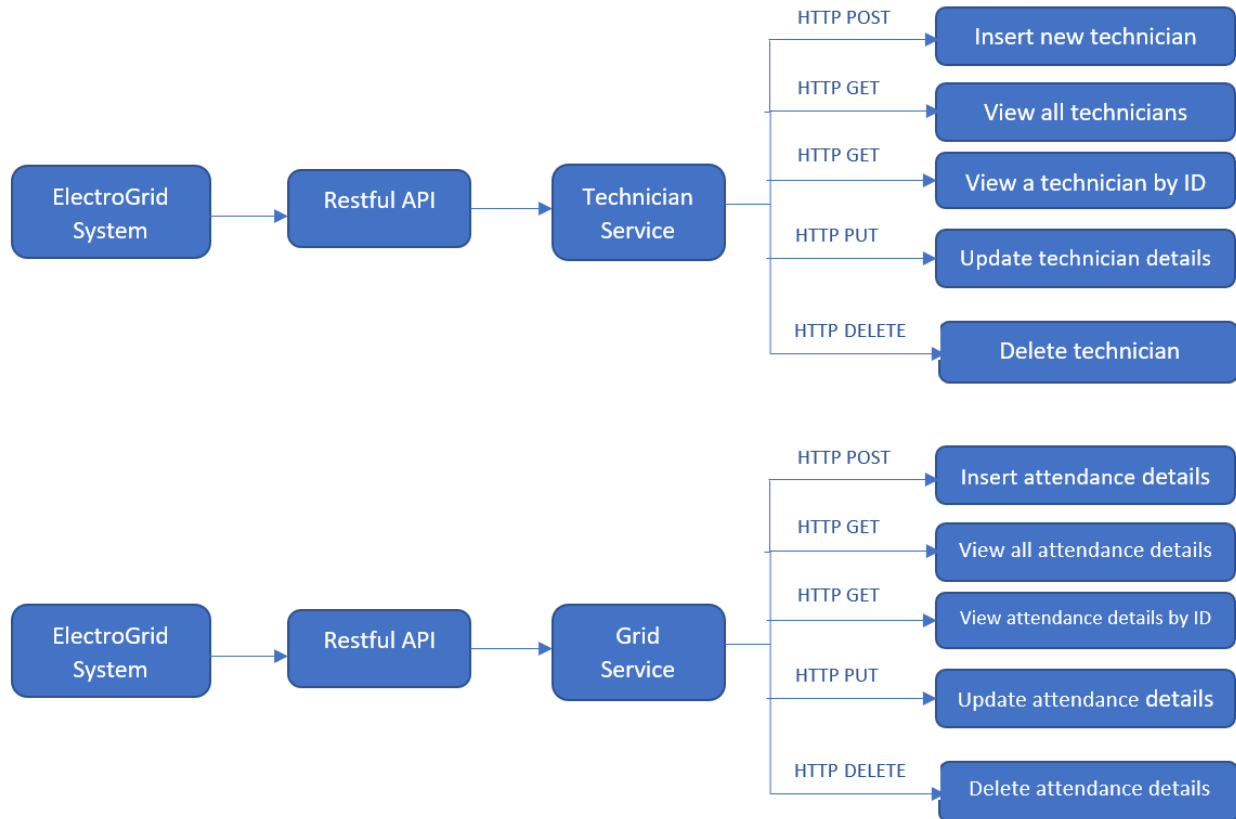 HTTP POST
Insert new technician
HTTP GET
View all technicians
HTTP GET
View a technician by ID
ElectroGrid
System
Restful API
Technician
Service
HTTP PUT
Update technician details
HTTP DELETE
Delete technician
HTTP POST
Insert attendance details
HTTP GET
View all attendance details
HTTP GET
View attendance details by ID
ElectroGrid
System
Restful API
Grid
Service
HTTP PUT
Update attendance details
HTTP DELETE
Delete attendance details